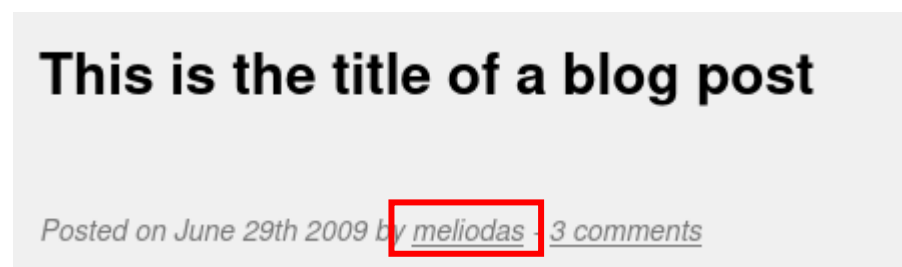 This is the title of a blog post
Posted on June 29th 2009 by meliodas - 3 comments